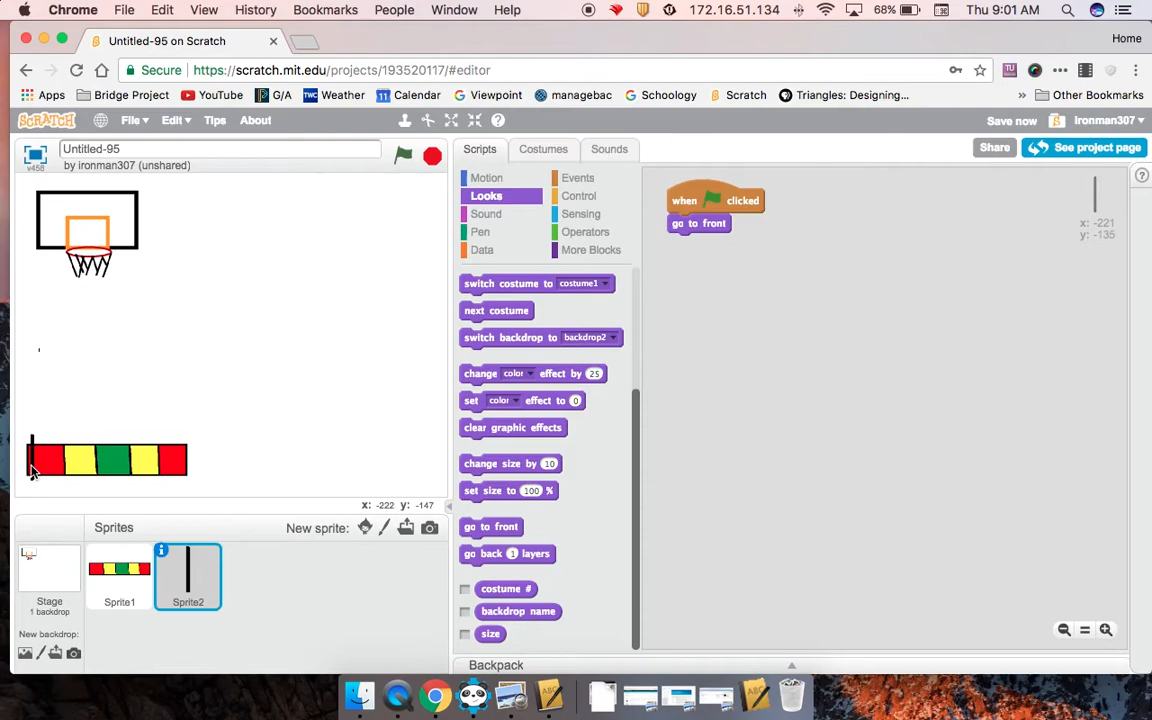 Chrome File Edit View History Bookmarks People Window Help 172.16.51.134 68% Thu 9:01 AM
Untitled-95 on Scratch Home
Secure https://scratch.mit.edu/projects/193520117/#editor
Apps Bridge Project YouTube G/A Weather Calendar Viewpoint managebac Schoology Scratch Triangles: Designing... » Other Bookmarks
SCRATCH File Edit Tips About Save now ironman307
Untitled-95
by ironman307 (unshared)
v458
Scripts Costumes Sounds Share See project page
Motion Events
Looks Control
Sound Sensing
Pen Operators
Data More Blocks
switch costume to costume1
next costume
switch backdrop to backdrop2
change color effect by 25
set color effect to 0
clear graphic effects
change size by 10
set size to 100 %
go to front
go back 1 layers
costume #
backdrop name
size
when clicked
go to front
x: -221
y: -135
x: -222 y: -147
Sprites New sprite:
Stage
1 backdrop
New backdrop:
Sprite1
Sprite2
Backpack